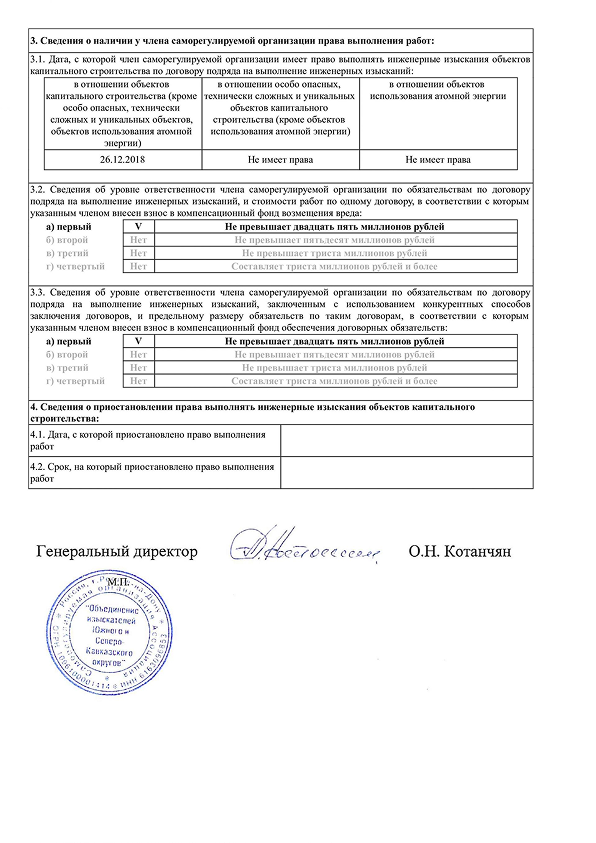 3. Сведения о наличии у члена саморегулируемой организации права выполнения работ:
3.1. Дата, с которой член саморегулируемой организации имеет право выполнять инженерные изыскания объектов
капитального строительства по договору подряда на выполнение инженерных изысканий:
в отношении объектов
капитального строительства (кроме
особо опасных, технически
сложных и уникальных объектов,
объектов использования атомной
энергии)
в отношении особо опасных,
технически сложных и уникальных
объектов капитального
строительства (кроме объектов
использования атомной энергии)
в отношении объектов
использования атомной энергии
26.12.2018
Не имеет права
Не имеет права
3.2. Сведения об уровне ответственности члена саморегулируемой организации по обязательствам по договору
подряда на выполнение инженерных изысканий, и стоимости работ по одному договору, в соответствии с которым
указанным членом внесен взнос в компенсационный фонд возмещения вреда:
а) первый V Не превышает двадцать пять миллионов рублей
б) второй Нет Не превышает пятьдесят миллионов рублей
в) третий Нет Не превышает триста миллионов рублей
г) четвертый Нет Составляет триста миллионов рублей и более
3.3. Сведения об уровне ответственности члена саморегулируемой организации по обязательствам по договору
подряда на выполнение инженерных изысканий, заключенным с использованием конкурентных способов
заключения договоров, и предельному размеру обязательств по таким договорам, в соответствии с которым
указанным членом внесен взнос в компенсационный фонд обеспечения договорных обязательств:
а) первый V Не превышает двадцать пять миллионов рублей
б) второй Нет Не превышает пятьдесят миллионов рублей
в) третий Нет Не превышает триста миллионов рублей
г) четвертый Нет Составляет триста миллионов рублей и более
4. Сведения о приостановлении права выполнять инженерные изыскания объектов капитального
строительства:
4.1. Дата, с которой приостановлено право выполнения
работ
4.2. Срок, на который приостановлено право выполнения
работ
Генеральный директор О.Н. Котанчян
М.П.
"Объединение
изыскателей
Южного и
Северо-
Кавказского
округов"
Саморегулируемая организация Ассоциация